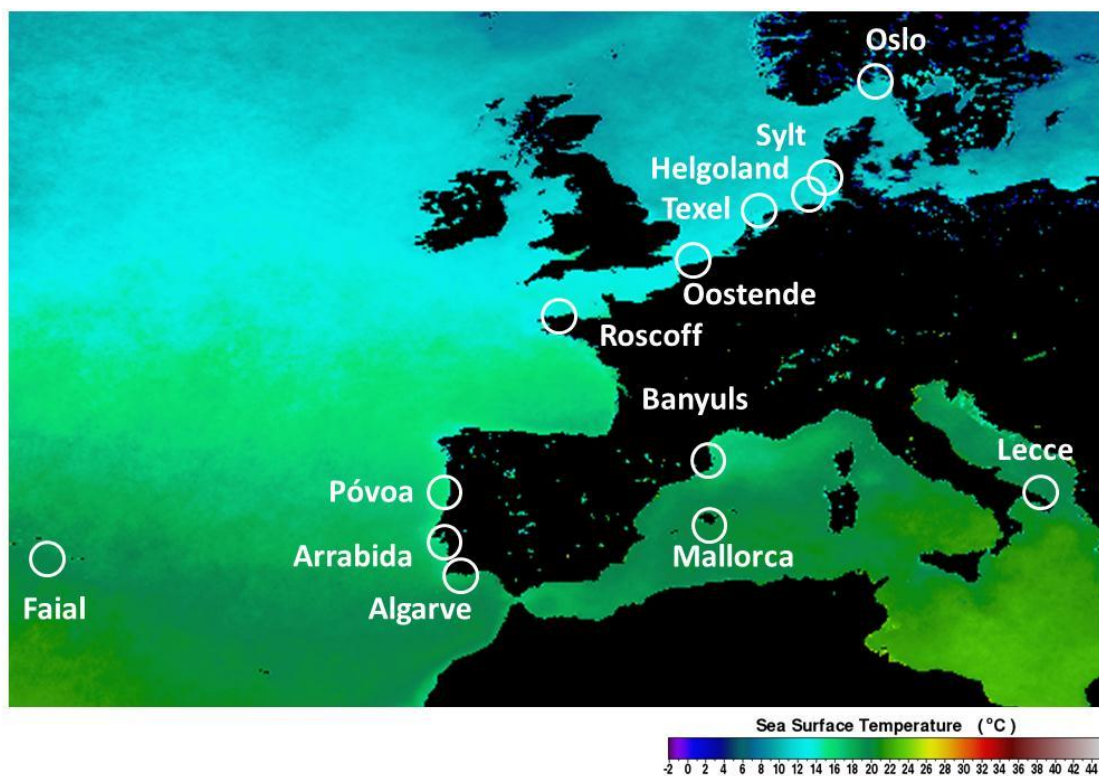 Oslo
Sylt
Helgoland
Texel
Oostende
Roscoff
Banyuls
Lecce
Póvoa
Arrabida
Mallorca
Faial
Algarve
Sea Surface Temperature (°C)
-2 0 2 4 6 8 10 12 14 16 18 20 22 24 26 28 30 32 34 36 38 40 42 44